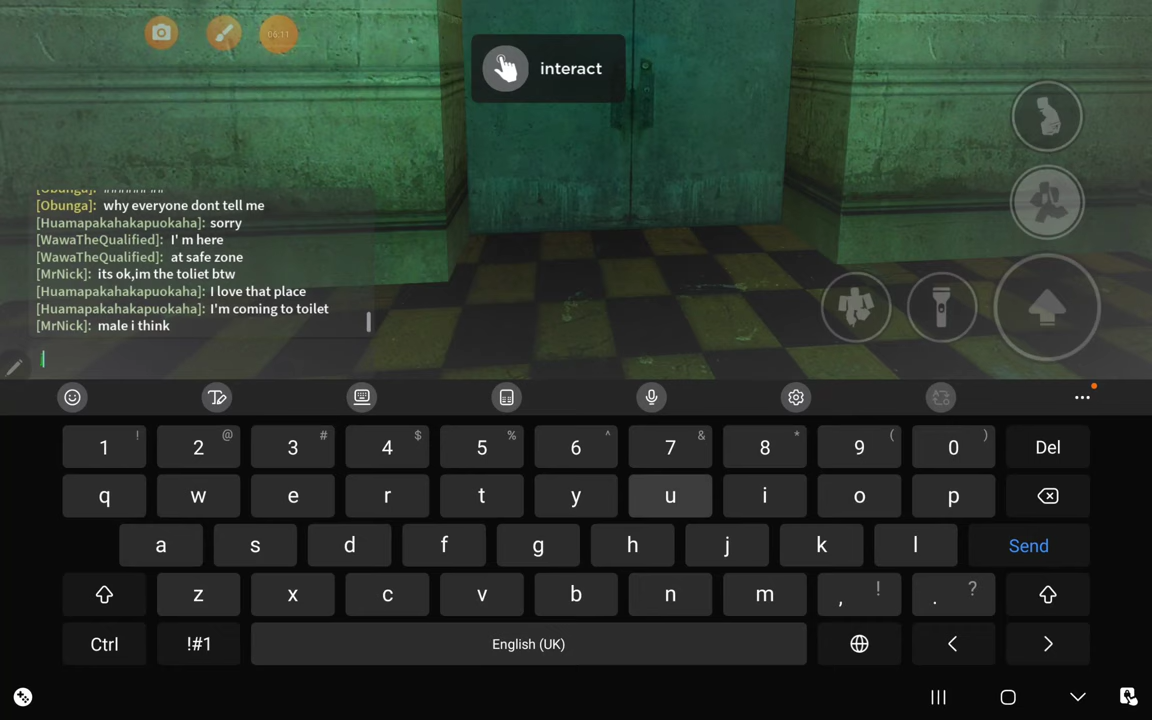 06:11
interact
[Obunga]: ####### ##
[Obunga]: why everyone dont tell me
[Huamapakahakapuokaha]: sorry
[WawaTheQualified]: I' m here
[WawaTheQualified]: at safe zone
[MrNick]: its ok,im the toliet btw
[Huamapakahakapuokaha]: I love that place
[Huamapakahakapuokaha]: I'm coming to toilet
[MrNick]: male i think
1 ! 2 @ 3 # 4 $ 5 % 6 ^ 7 & 8 * 9 ( 0 ) Del
q w e r t y u i o p
a s d f g h j k l Send
z x c v b n m , ! . ?
Ctrl !#1 English (UK) < >